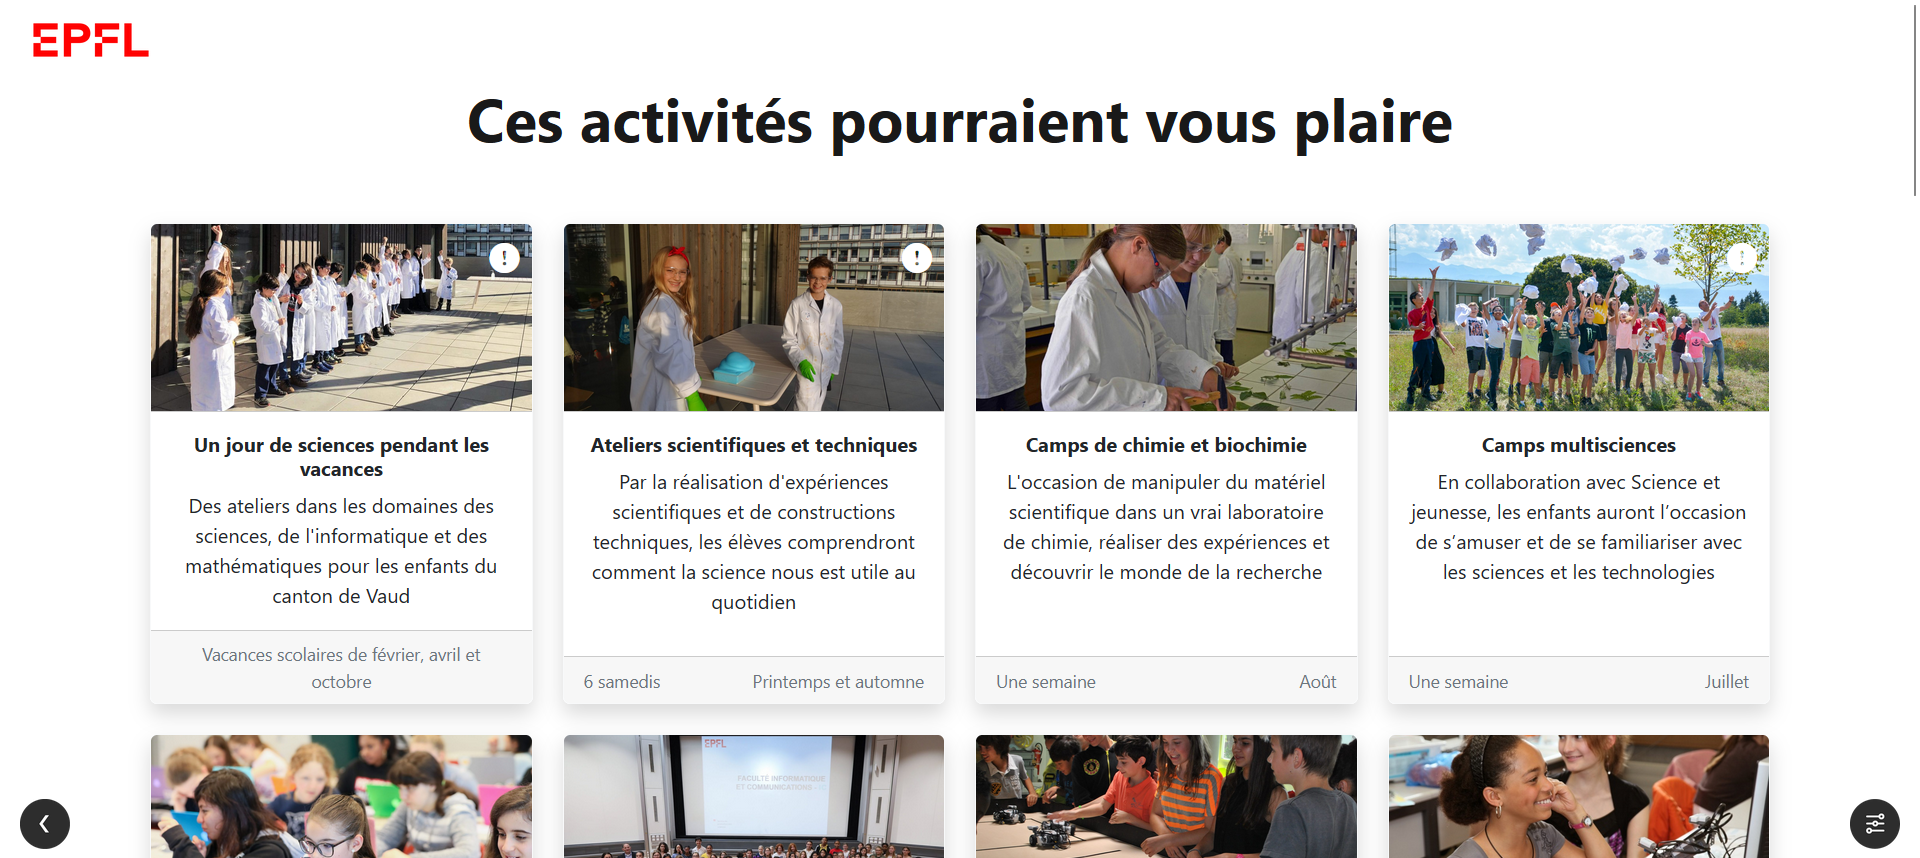 EPFL
Ces activités pourraient vous plaire
!
!
!
Un jour de sciences pendant les
vacances
Des ateliers dans les domaines des
sciences, de l'informatique et des
mathématiques pour les enfants du
canton de Vaud
Vacances scolaires de février, avril et
octobre
Ateliers scientifiques et techniques
Par la réalisation d'expériences
scientifiques et de constructions
techniques, les élèves comprendront
comment la science nous est utile au
quotidien
6 samedis
Printemps et automne
Camps de chimie et biochimie
L'occasion de manipuler du matériel
scientifique dans un vrai laboratoire
de chimie, réaliser des expériences et
découvrir le monde de la recherche
Une semaine
Août
Camps multisciences
En collaboration avec Science et
jeunesse, les enfants auront l’occasion
de s’amuser et de se familiariser avec
les sciences et les technologies
Une semaine
Juillet
EPFL
FACULTÉ INFORMATIQUE
ET COMMUNICATIONS